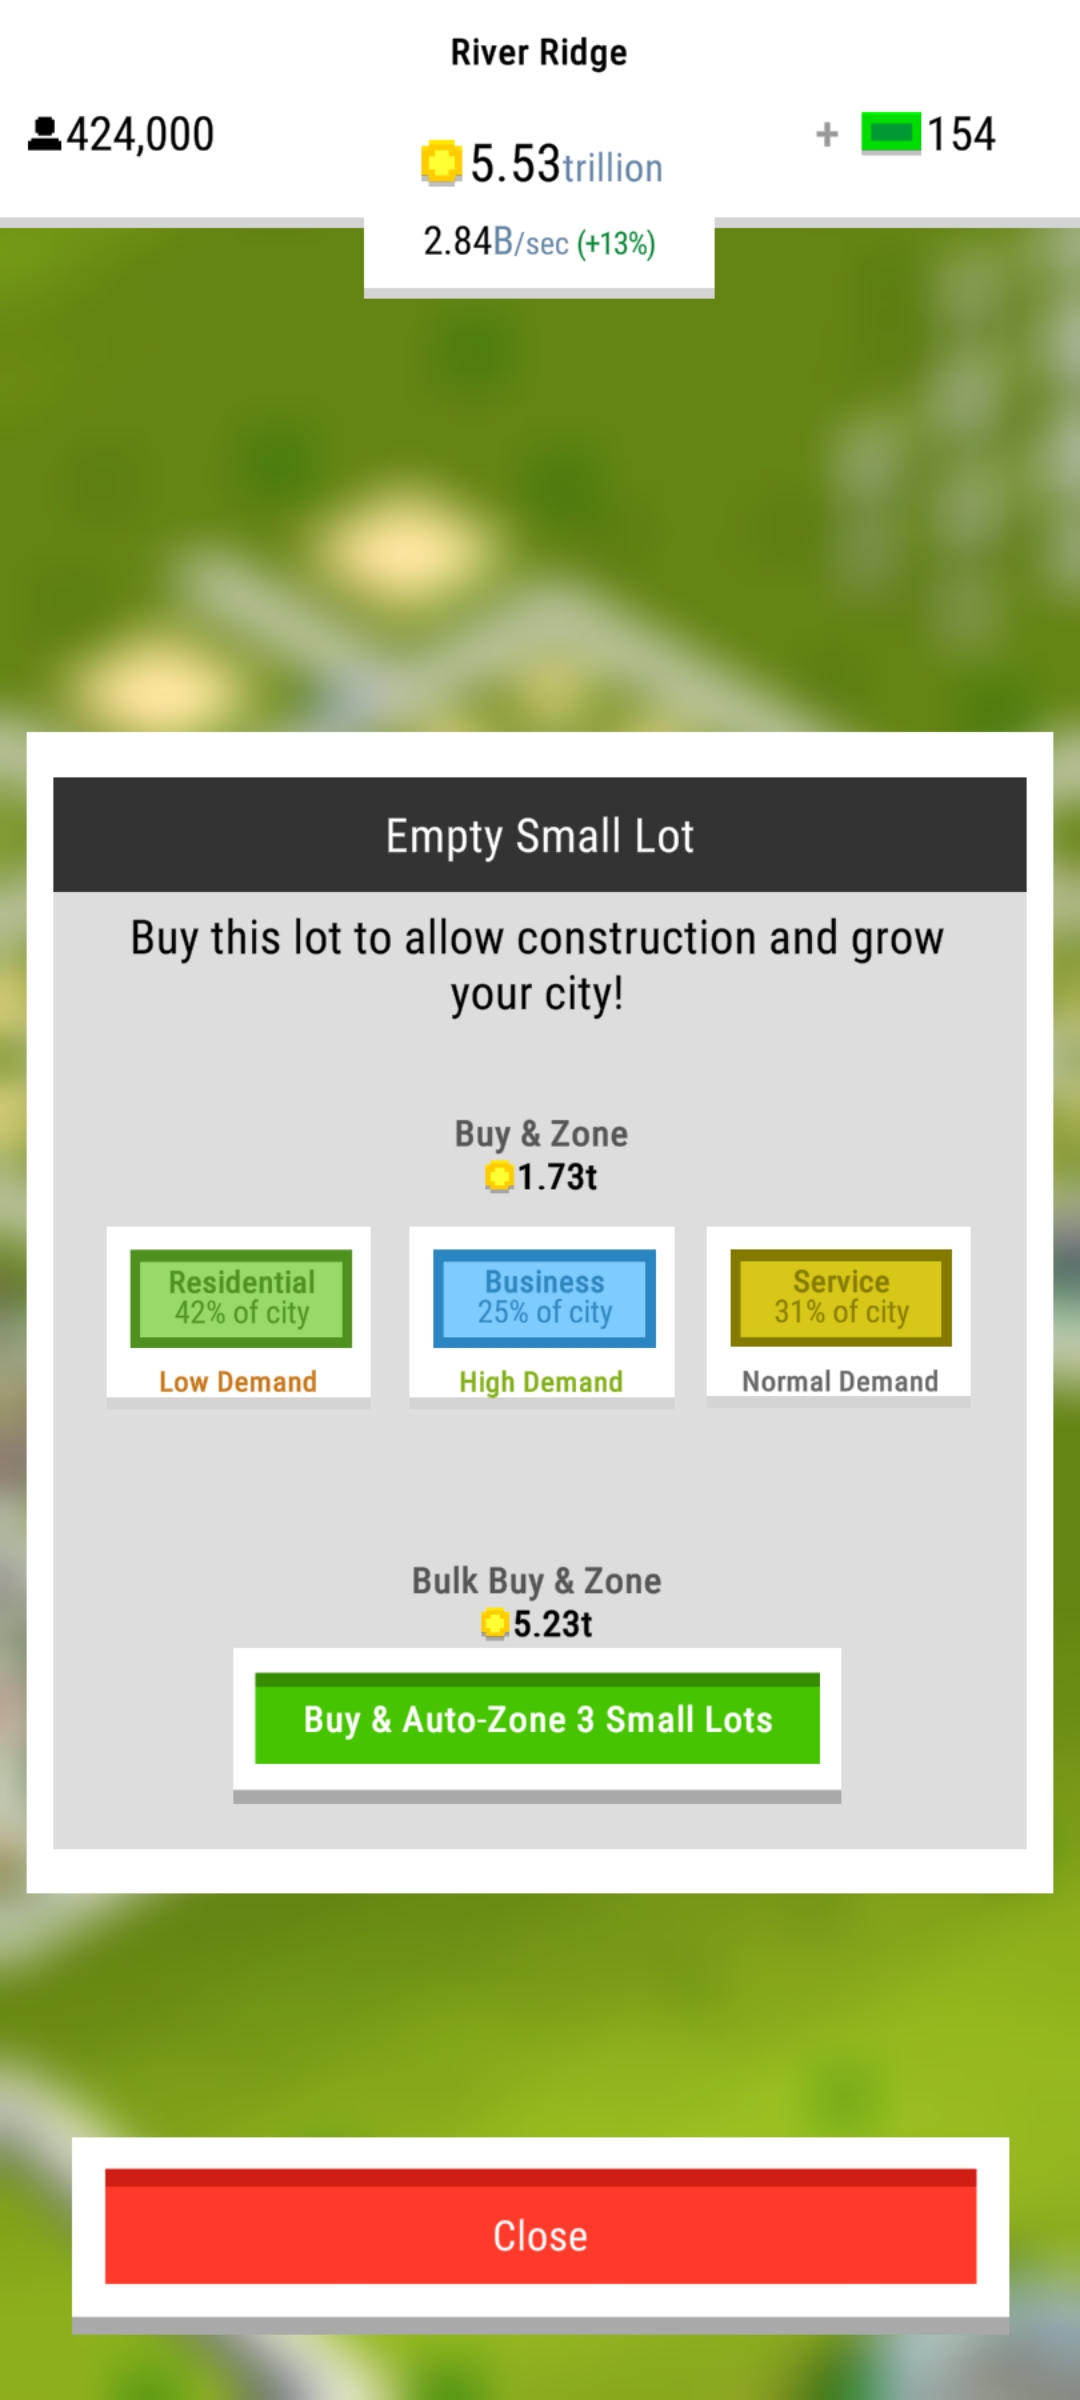 River Ridge
424,000
5.53trillion
+ 154
2.84B/sec (+13%)
Empty Small Lot
Buy this lot to allow construction and grow
your city!
Buy & Zone
1.73t
Residential
42% of city
Low Demand
Business
25% of city
High Demand
Service
31% of city
Normal Demand
Bulk Buy & Zone
5.23t
Buy & Auto-Zone 3 Small Lots
Close